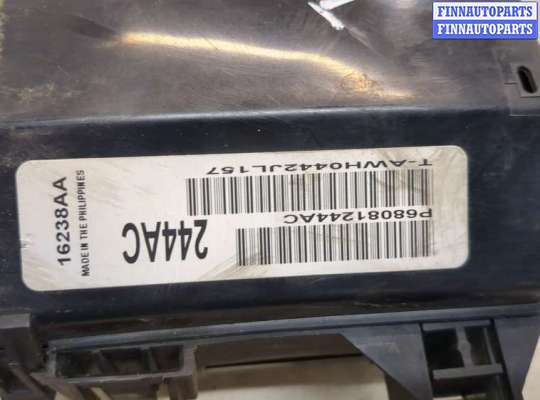 FINNAUTOPARTS
FINNAUTOPARTS
T-AWH0442JL157
P68081244AC
244AC
16238AA
MADE IN THE PHILIPPINES